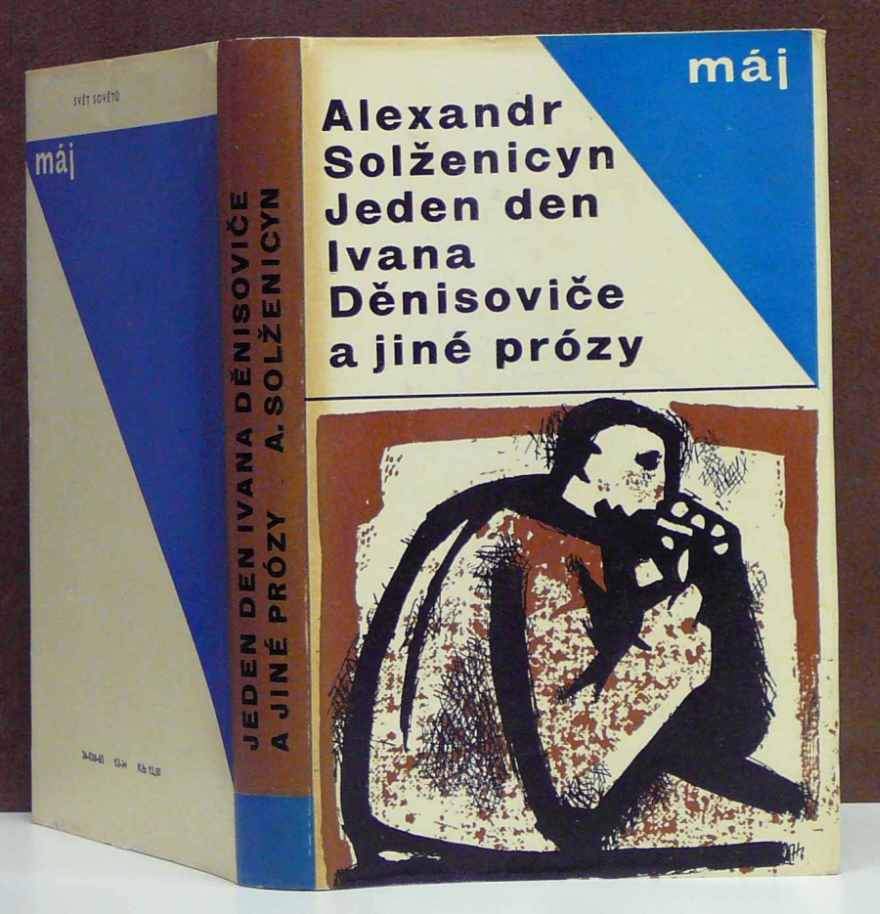 SVĚT SOVĚTŮ
máj
JEDEN DEN IVANA DĚNISOVIČE
A JINÉ PRÓZY A. SOLŽENICYN
máj
Alexandr
Solženicyn
Jeden den
Ivana
Děnisoviče
a jiné prózy